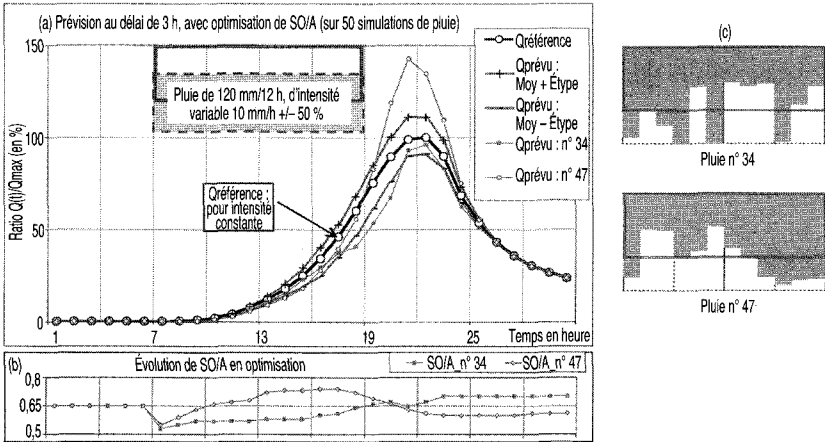 (a) Prévision au délai de 3 h, avec optimisation de SO/A (sur 50 simulations de pluie)
150
100
50
0
Ratio Q(t)/Qmax (en %)
Pluie de 120 mm/12 h, d'intensité
variable 10 mm/h +/– 50 %
Qréférence :
pour intensité
constante
Qréférence
Qprévu :
Moy + Étype
Qprévu :
Moy – Étype
Qprévu : n° 34
Qprévu : n° 47
1
7
13
19
25
Temps en heure
(b)
Évolution de SO/A en optimisation
SO/A_n° 34
SO/A_n° 47
0,8
0,65
0,5
(c)
Pluie n° 34
Pluie n° 47